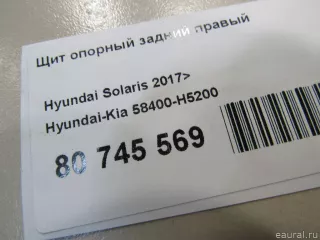 Щит опорный задний правый
Hyundai Solaris 2017>
Hyundai-Kia 58400-H5200
80 745 569
eaural.ru